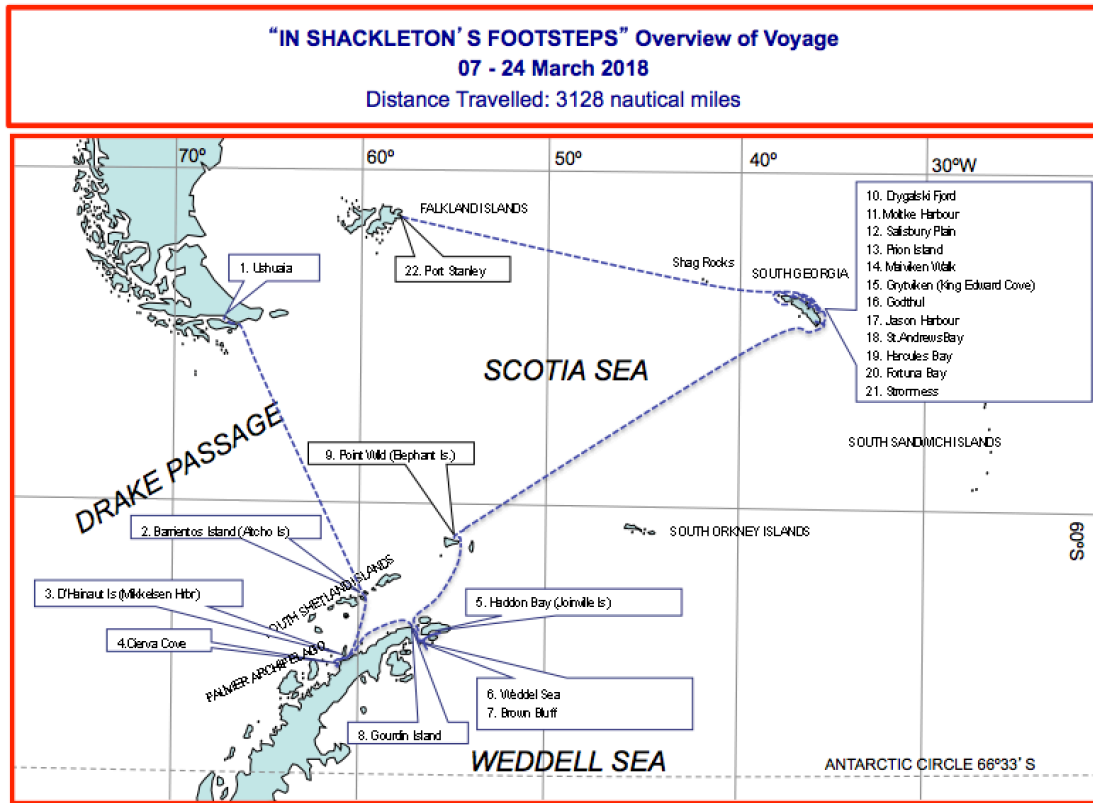 “IN SHACKLETON’S FOOTSTEPS” Overview of Voyage
07 - 24 March 2018
Distance Travelled: 3128 nautical miles
70º
60º
50º
40º
30ºW
FALKLAND ISLANDS
10. Drygalski Fjord
11. Moltke Harbour
12. Salisbury Plain
13. Prion Island
14. Maiviken Walk
15. Grytviken (King Edward Cove)
16. Godthul
17. Jason Harbour
18. St.Andrews Bay
19. Hercules Bay
20. Fortuna Bay
21. Stromness
1. Ushuaia
22. Port Stanley
Shag Rocks
SOUTH GEORGIA
SCOTIA SEA
DRAKE PASSAGE
SOUTH SANDWICH ISLANDS
9. Point Wild (Elephant Is.)
2. Barrientos Island (Aitcho Is)
SOUTH ORKNEY ISLANDS
60ºS
3. D'Hainaut Is (Mikkelsen Hrbr)
SOUTH SHETLAND ISLANDS
5. Haddon Bay (Joinville Is)
4.Cierva Cove
PALMER ARCHIPELAGO
6. Weddel Sea
7. Brown Bluff
8. Gourdin Island
WEDDELL SEA
ANTARCTIC CIRCLE 66º33’ S